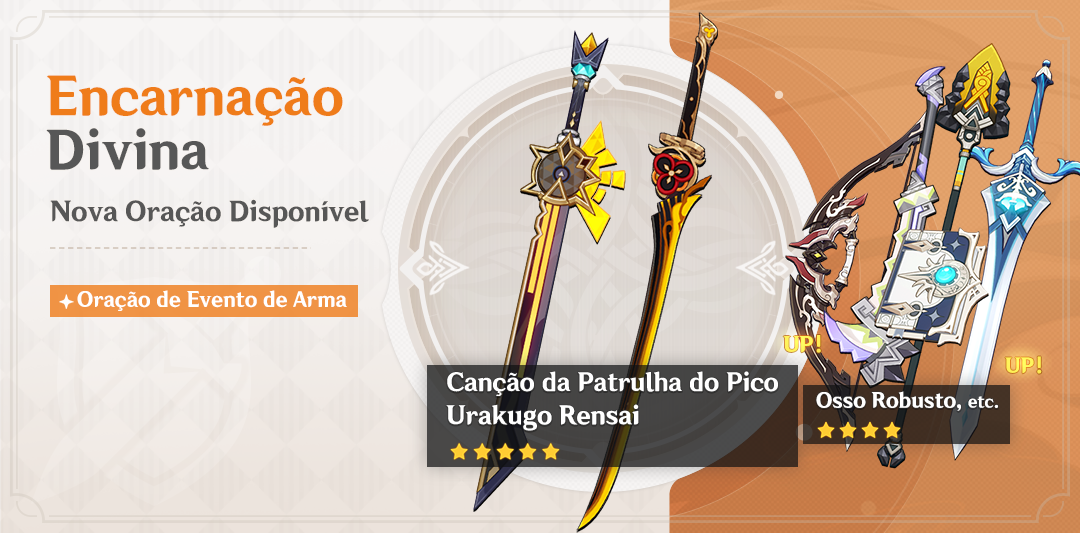 Encarnação
Divina
Nova Oração Disponível
Oração de Evento de Arma
UP!
UP!
Canção da Patrulha do Pico
Urakugo Rensai
Osso Robusto, etc.